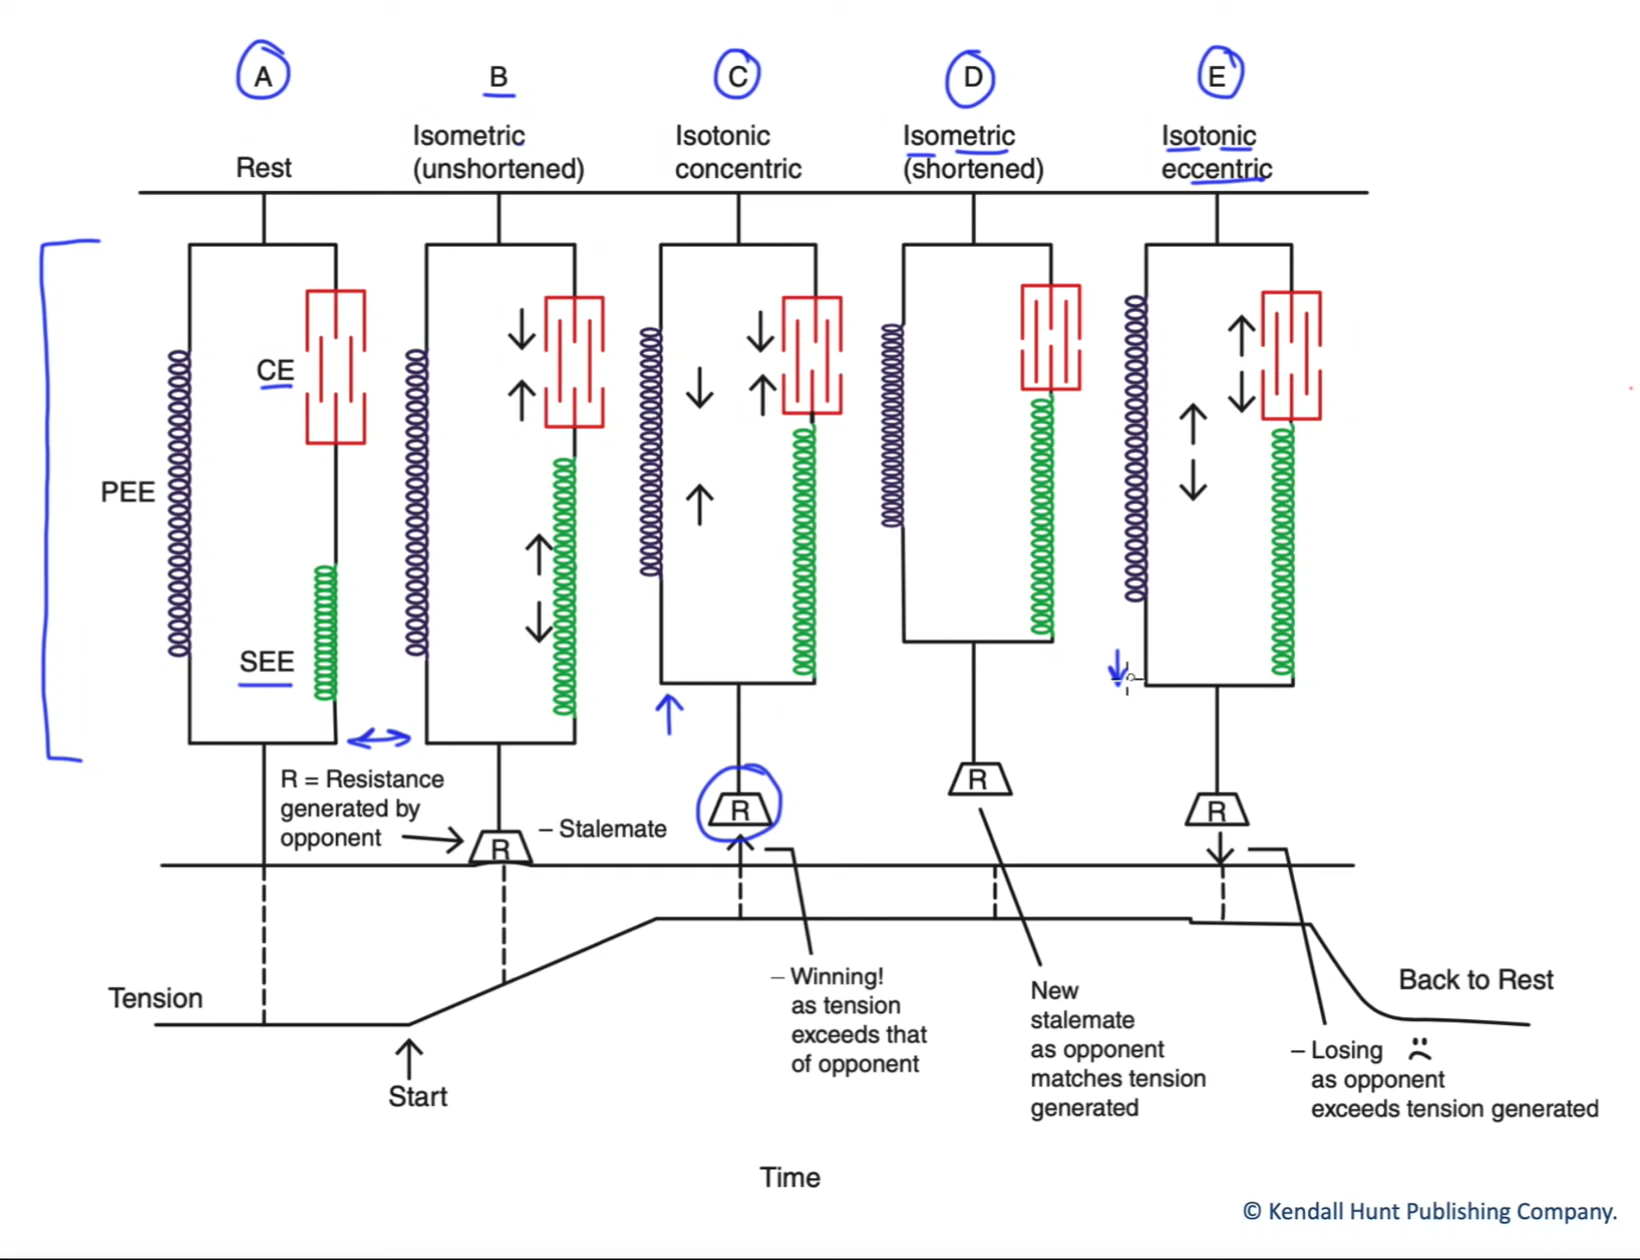 A
B
C
D
E
Rest
Isometric
(unshortened)
Isotonic
concentric
Isometric
(shortened)
Isotonic
eccentric
CE
PEE
SEE
R = Resistance
generated by
opponent
R
– Stalemate
R
R
R
Tension
Start
– Winning!
as tension
exceeds that
of opponent
New
stalemate
as opponent
matches tension
generated
– Losing
as opponent
exceeds tension generated
Back to Rest
Time
© Kendall Hunt Publishing Company.